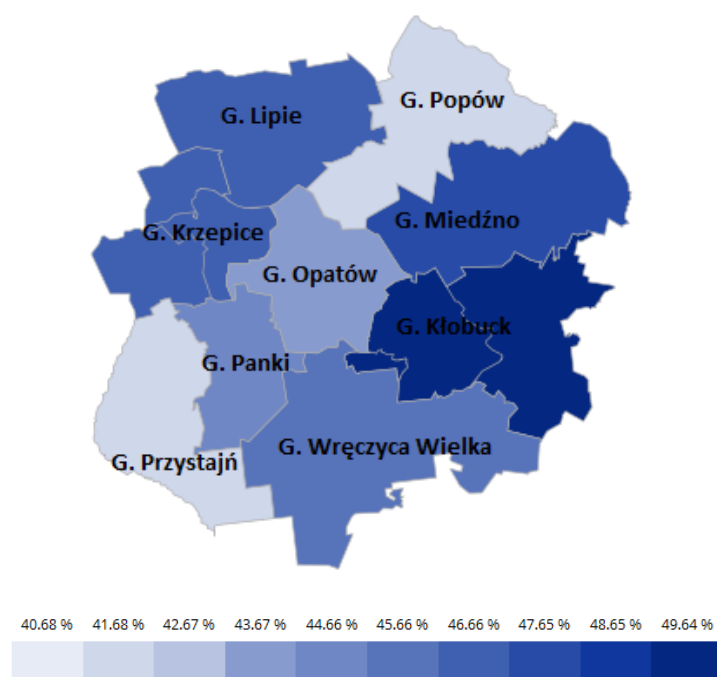 G. Popów
G. Lipie
G. Miedźno
G. Krzepice
G. Opatów
G. Kłobuck
G. Panki
G. Wręczyca Wielka
G. Przystajń
40.68 % 41.68 % 42.67 % 43.67 % 44.66 % 45.66 % 46.66 % 47.65 % 48.65 % 49.64 %